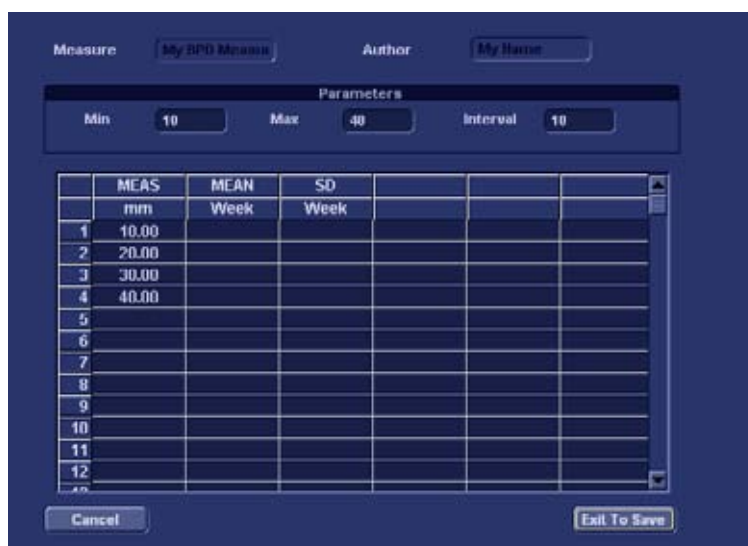 Measure My BPD Measu Author My Name
Parameters
Min 10 Max 40 Interval 10
MEAS MEAN SD
mm Week Week
1 10.00
2 20.00
3 30.00
4 40.00
5
6
7
8
9
10
11
12
Cancel Exit To Save